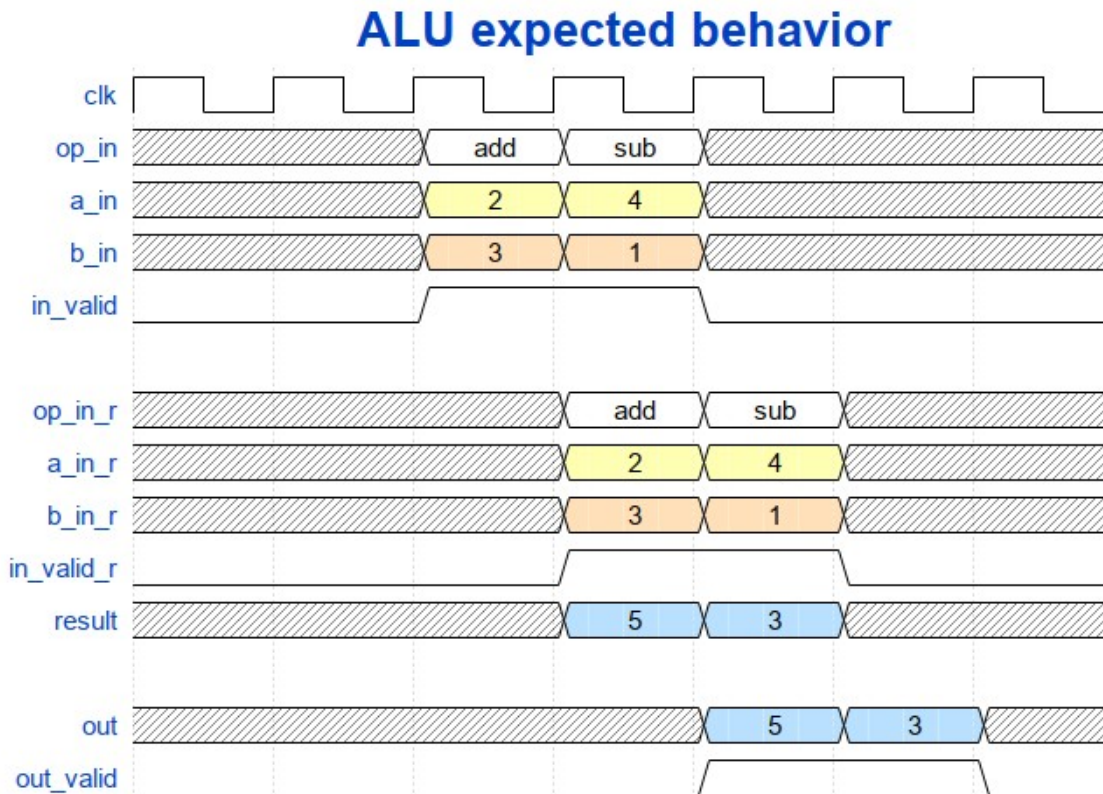 ALU expected behavior
clk
op_in add sub
a_in 2 4
b_in 3 1
in_valid
op_in_r add sub
a_in_r 2 4
b_in_r 3 1
in_valid_r
result 5 3
out 5 3
out_valid